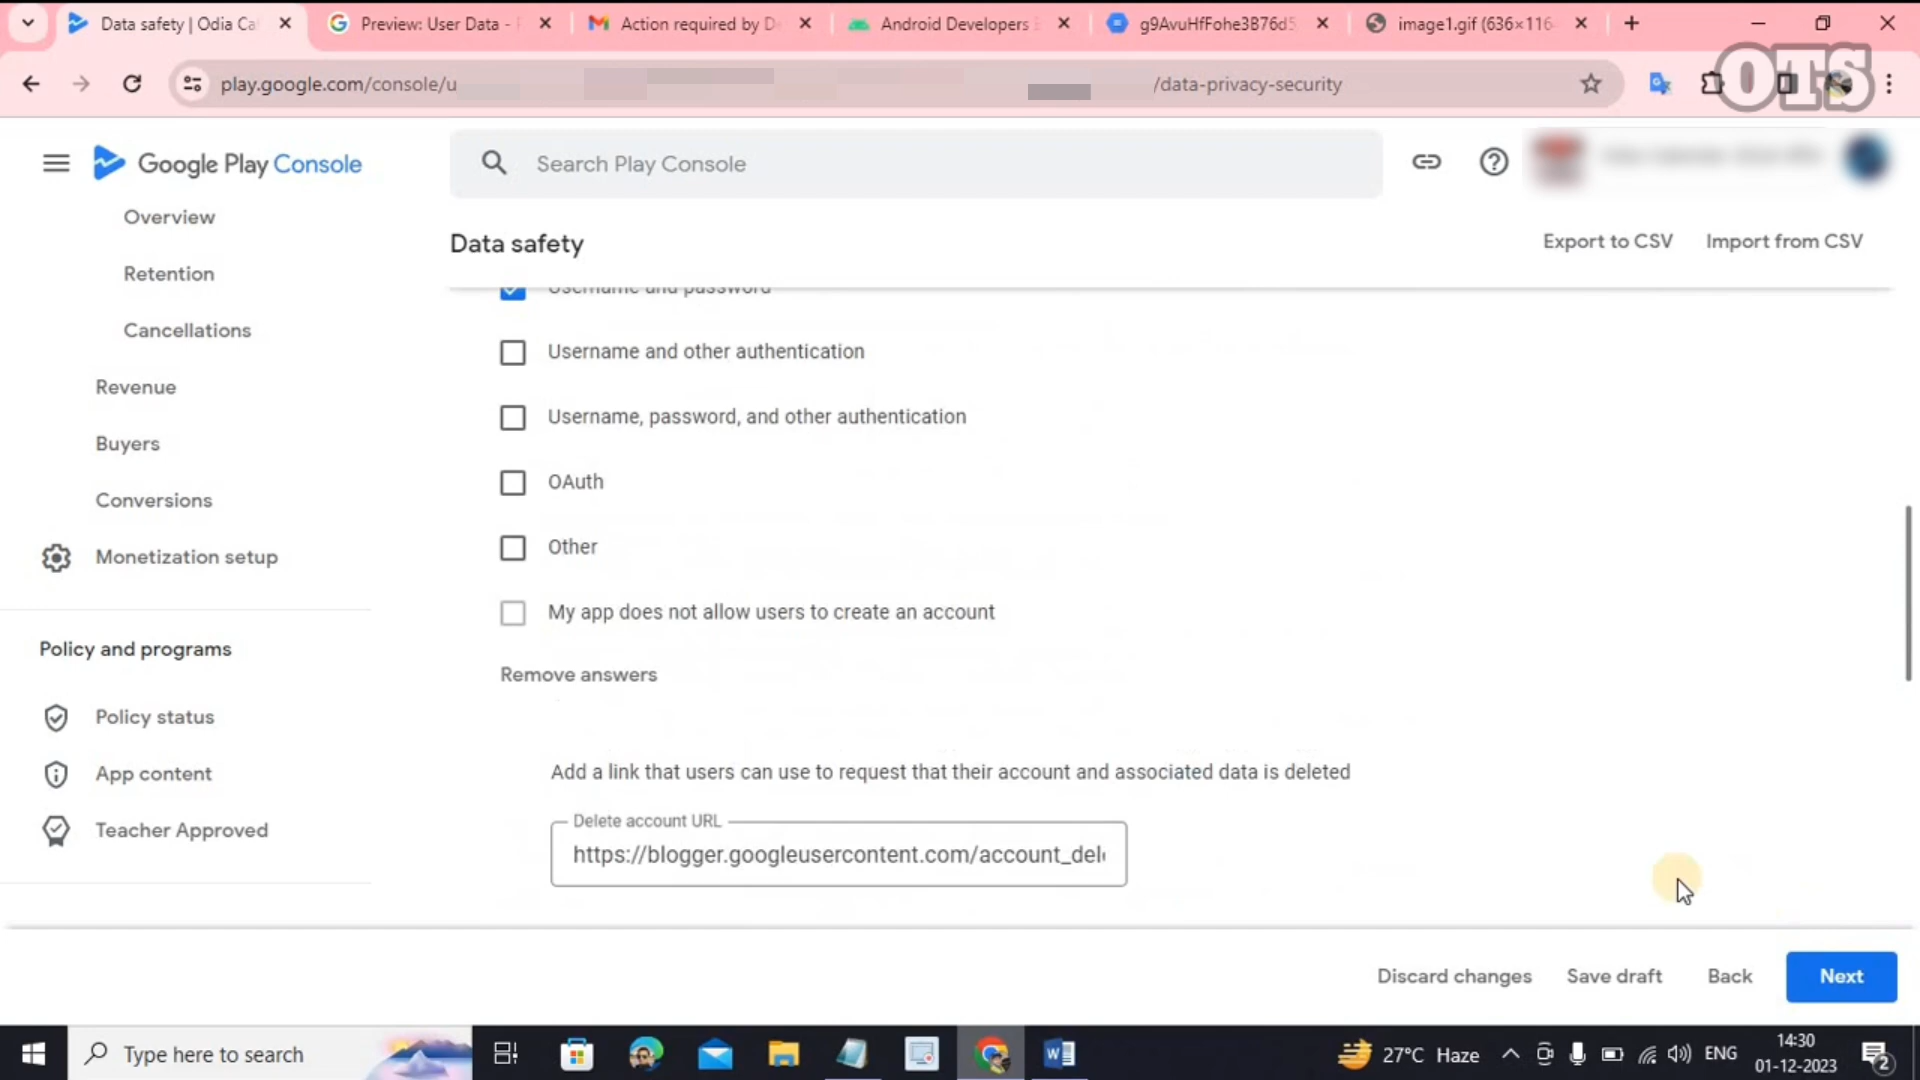 Data safety | Odia Ca
Preview: User Data -
Action required by D
Android Developers
g9AvuHfFohe3B76d5
image1.gif (636×116
play.google.com/console/u
/data-privacy-security
OTS
Google Play Console
Search Play Console
Overview
Retention
Cancellations
Revenue
Buyers
Conversions
Monetization setup
Policy and programs
Policy status
App content
Teacher Approved
Data safety
Export to CSV
Import from CSV
Username and password
Username and other authentication
Username, password, and other authentication
OAuth
Other
My app does not allow users to create an account
Remove answers
Add a link that users can use to request that their account and associated data is deleted
Delete account URL
https://blogger.googleusercontent.com/account_del
Discard changes
Save draft
Back
Next
Type here to search
27°C Haze
ENG
14:30
01-12-2023
2